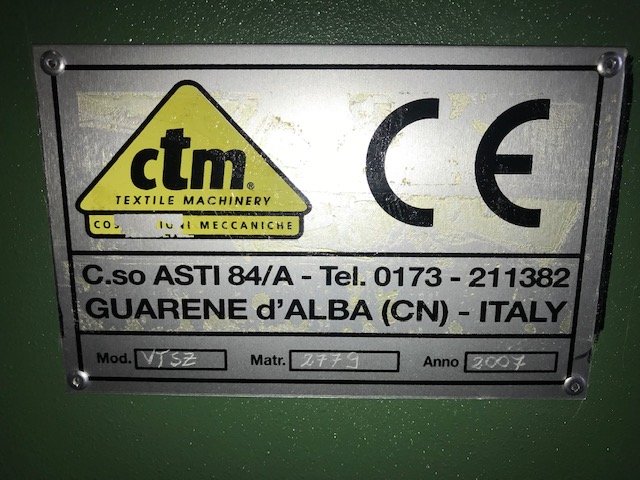 ctm®
CE
TEXTILE MACHINERY
MECCANICHE
C.so ASTI 84/A - Tel. 0173 - 211382
GUARENE d'ALBA (CN) - ITALY
Mod. VTSZ Matr. 2779 Anno 2007